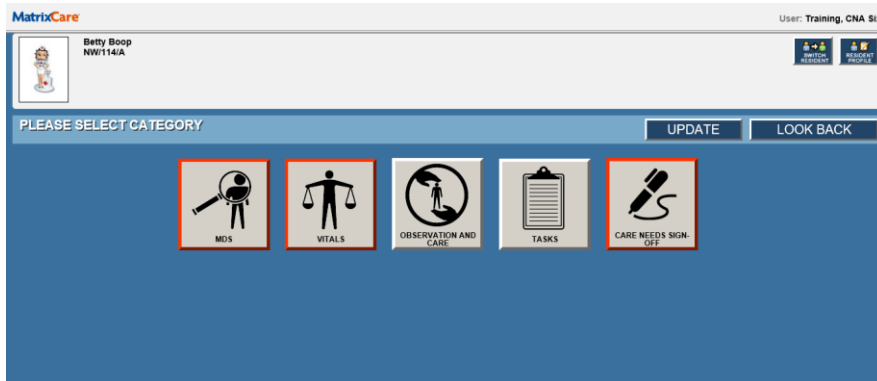 MatrixCare
User: Training, CNA
Betty Boop
NW/114/A
SWITCH
RESIDENT
RESIDENT
PROFILE
PLEASE SELECT CATEGORY
UPDATE
LOOK BACK
MDS
VITALS
OBSERVATION AND
CARE
TASKS
CARE NEEDS SIGN-
OFF